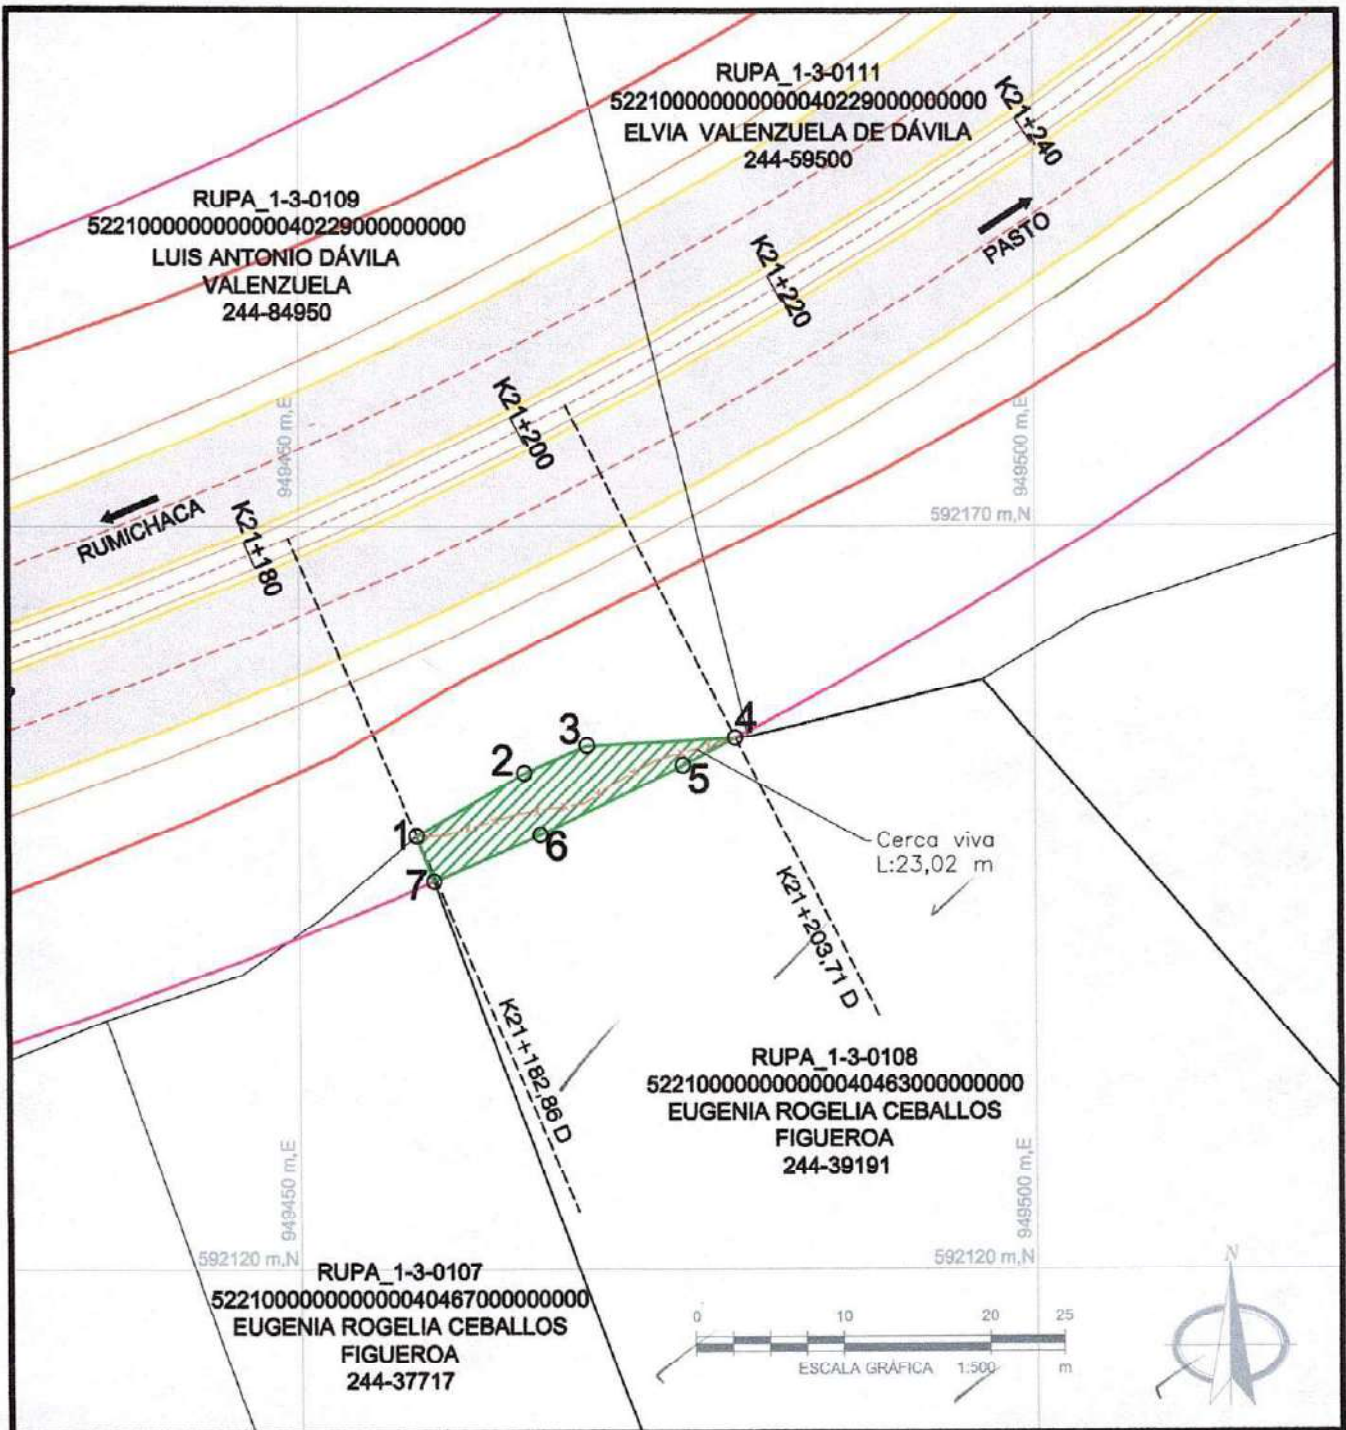 RUPA_1-3-0111
522100000000000040229000000000
ELVIA VALENZUELA DE DÁVILA
244-59500
K21+240
RUPA_1-3-0109
522100000000000040229000000000
LUIS ANTONIO DÁVILA
VALENZUELA
244-84950
PASTO
K21+220
K21+200
949450 m,E
949500 m,E
592170 m,N
RUMICHACA
K21+180
1
2
3
4
5
6
7
Cerca viva
L:23,02 m
K21+203,71 D
K21+182,86 D
RUPA_1-3-0108
522100000000000040463000000000
EUGENIA ROGELIA CEBALLOS
FIGUEROA
244-39191
949450 m,E
949500 m,E
592120 m,N
592120 m,N
RUPA_1-3-0107
522100000000000040467000000000
EUGENIA ROGELIA CEBALLOS
FIGUEROA
244-37717
0 10 20 25
ESCALA GRÁFICA 1:500 m
N